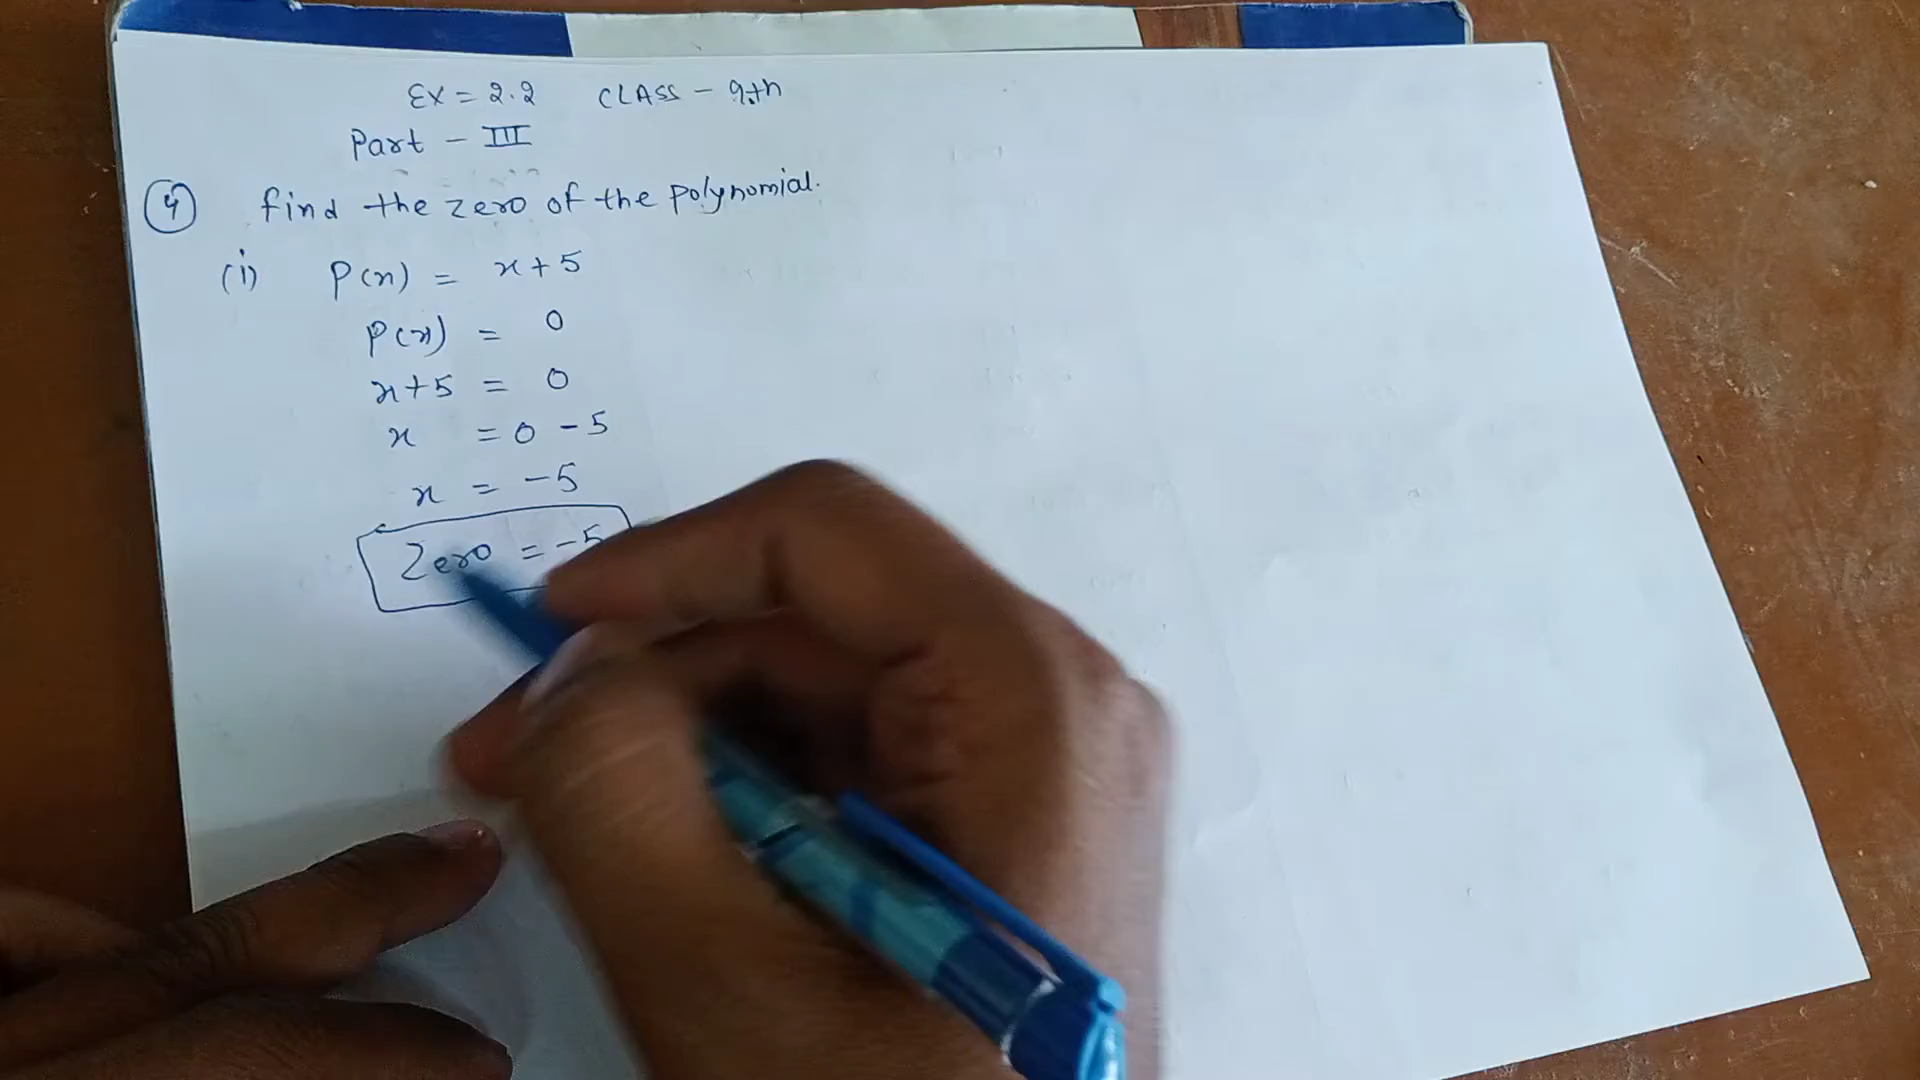 Ex = 2.2 CLASS - 9th
Part - III
(4) find the zero of the polynomial.
(i) P(x) = x+5
P(x) = 0
x+5 = 0
x = 0 - 5
x = -5
Zero = -5